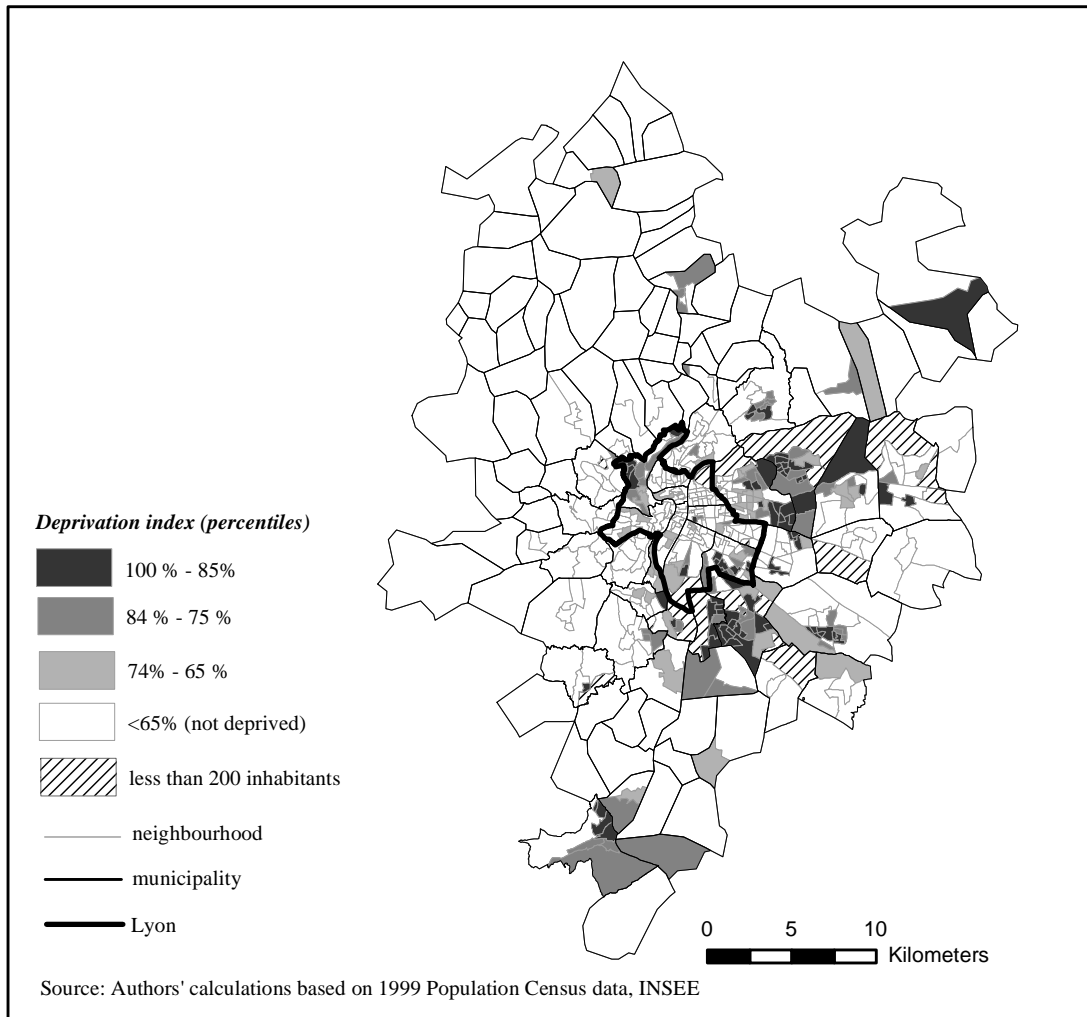 Deprivation index (percentiles)
100 % - 85%
84 % - 75 %
74% - 65 %
<65% (not deprived)
less than 200 inhabitants
neighbourhood
municipality
Lyon
0 5 10
Kilometers
Source: Authors' calculations based on 1999 Population Census data, INSEE